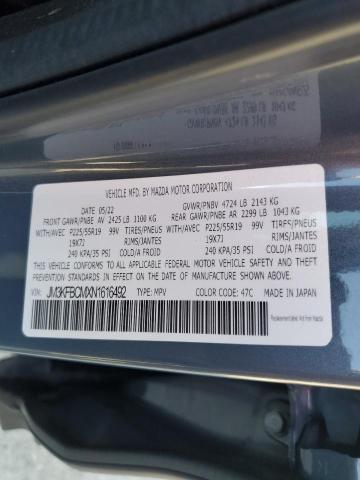 VEHICLE MFD. BY MAZDA MOTOR CORPORATION
DATE 05/22 GVWR/PNBV 4724 LB 2143 KG
FRONT GAWR/PNBE AV 2425 LB 1100 KG REAR GAWR/PNBE AR 2299 LB 1043 KG
WITH/AVEC P225/55R19 99V TIRES/PNEUS WITH/AVEC P225/55R19 99V TIRES/PNEUS
19X7J RIMS/JANTES 19X7J RIMS/JANTES
240 KPA/35 PSI COLD/A FROID 240 KPA/35 PSI COLD/A FROID
THIS VEHICLE CONFORMS TO ALL APPLICABLE FEDERAL MOTOR VEHICLE SAFETY, BUMPER, AND THEFT PREVENTION STANDARDS
IN EFFECT ON THE DATE OF MANUFACTURE SHOWN ABOVE.
VIN: JM3KFBCMXN1616492 TYPE: MPV COLOR CODE: 47C MADE IN JAPAN